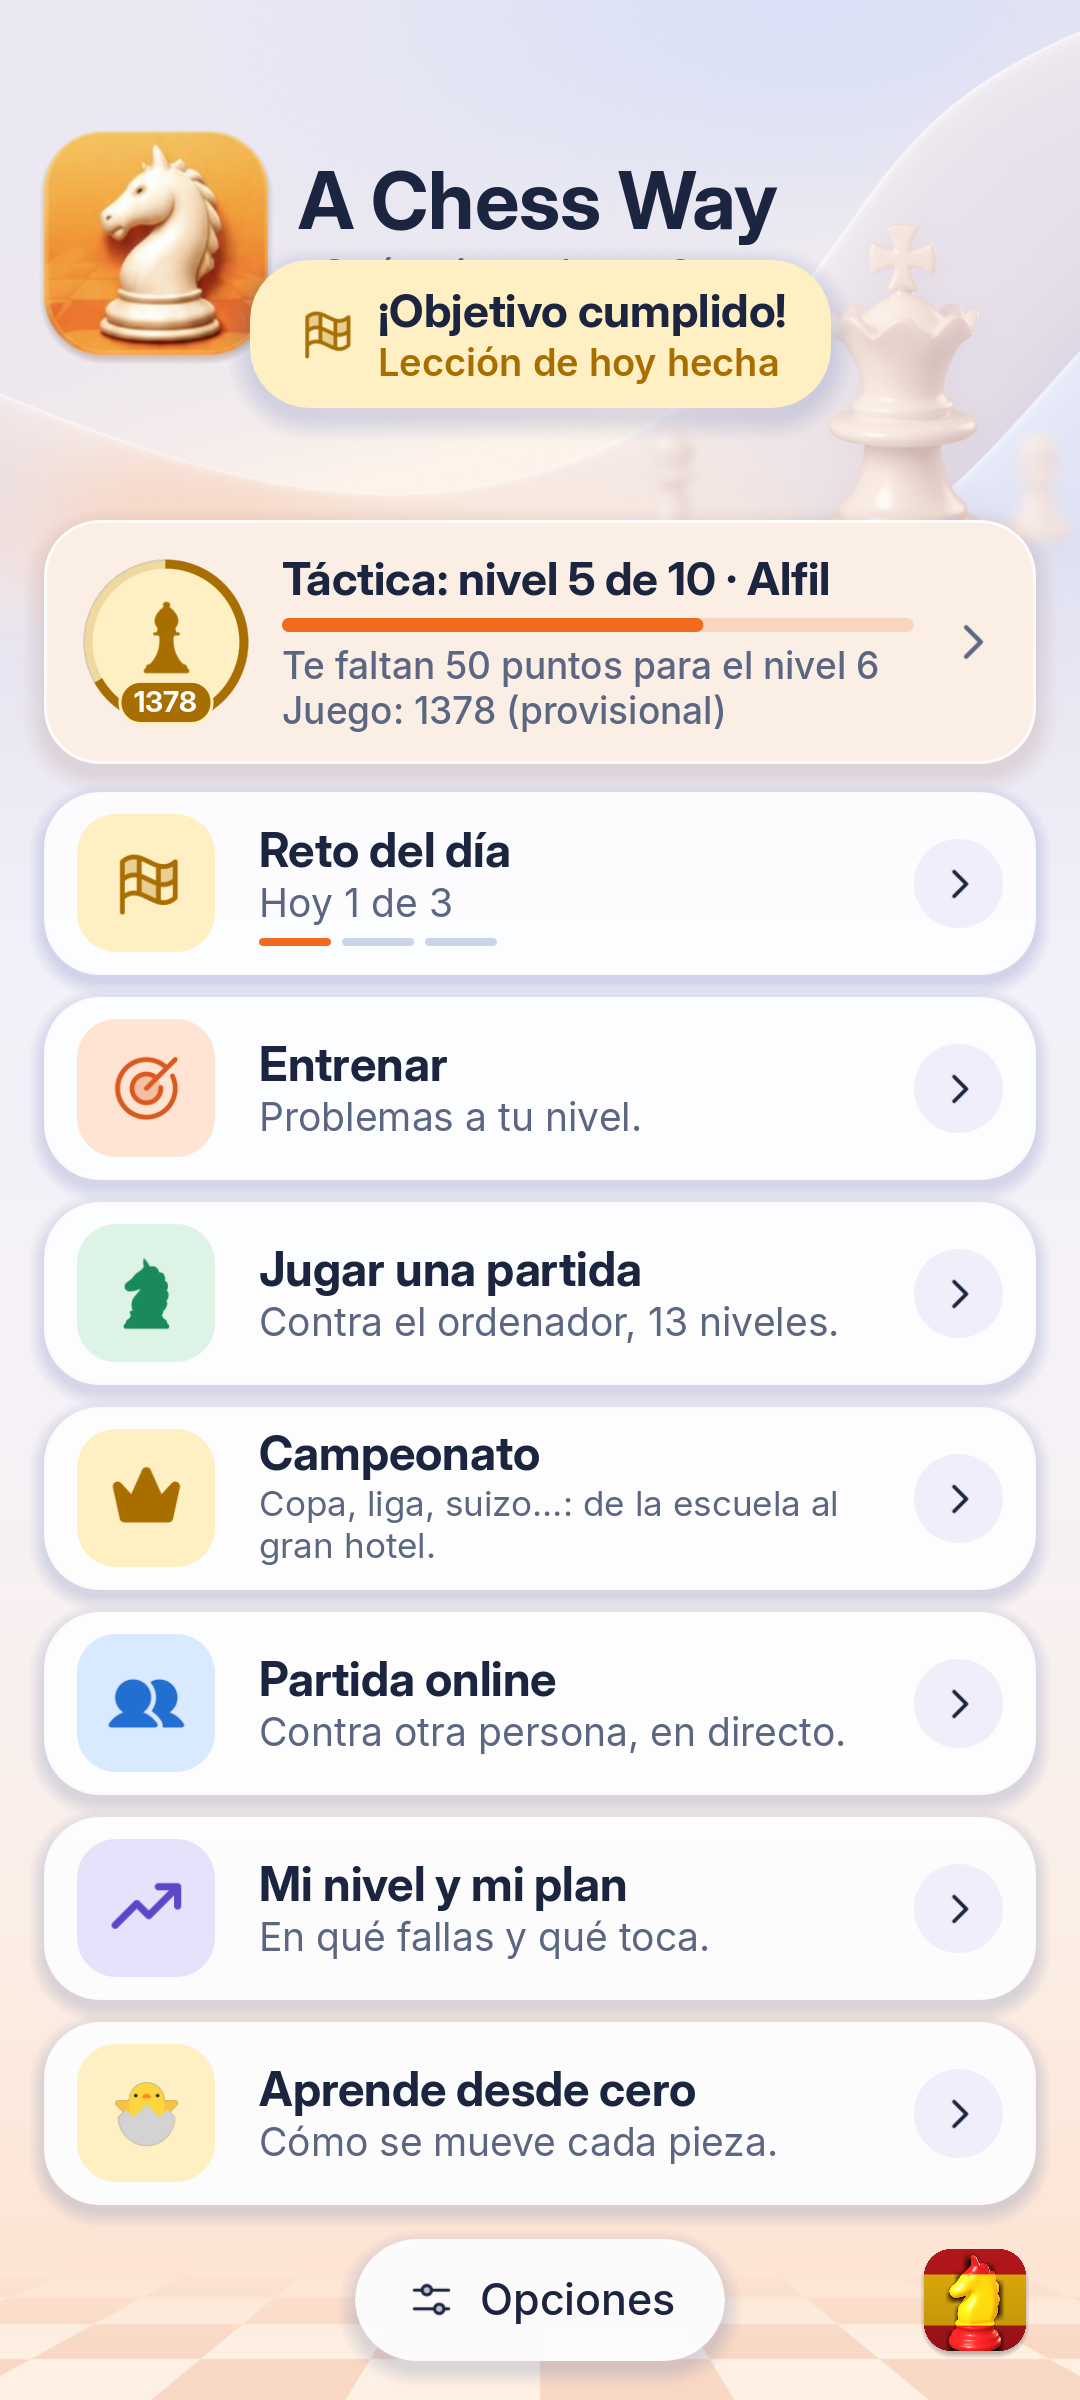 A Chess Way
¡Objetivo cumplido!
Lección de hoy hecha
Táctica: nivel 5 de 10 · Alfil
Te faltan 50 puntos para el nivel 6
Juego: 1378 (provisional)
1378
Reto del día
Hoy 1 de 3
Entrenar
Problemas a tu nivel.
Jugar una partida
Contra el ordenador, 13 niveles.
Campeonato
Copa, liga, suizo...: de la escuela al
gran hotel.
Partida online
Contra otra persona, en directo.
Mi nivel y mi plan
En qué fallas y qué toca.
Aprende desde cero
Cómo se mueve cada pieza.
Opciones